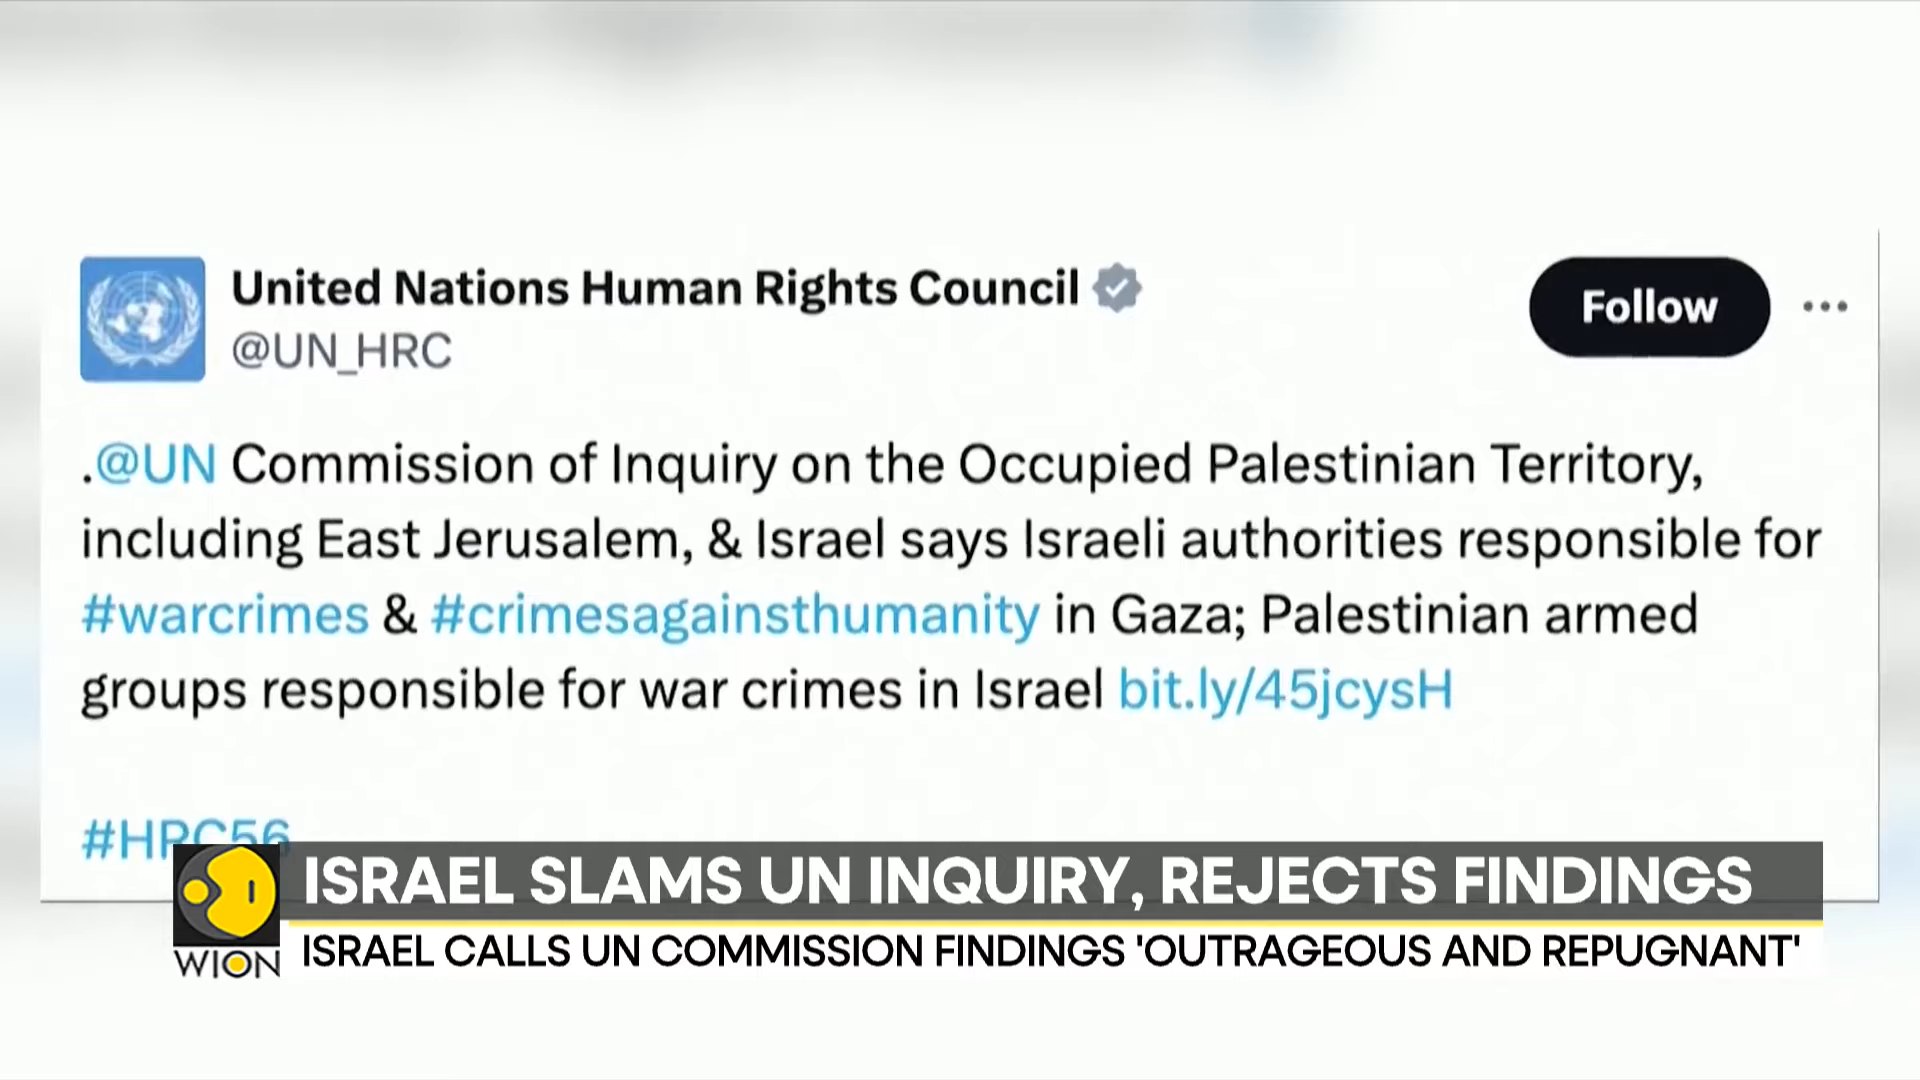 United Nations Human Rights Council
@UN_HRC
Follow
.@UN Commission of Inquiry on the Occupied Palestinian Territory,
including East Jerusalem, & Israel says Israeli authorities responsible for
#warcrimes & #crimesagainsthumanity in Gaza; Palestinian armed
groups responsible for war crimes in Israel bit.ly/45jcysH
#HRC56
ISRAEL SLAMS UN INQUIRY, REJECTS FINDINGS
WION
ISRAEL CALLS UN COMMISSION FINDINGS 'OUTRAGEOUS AND REPUGNANT'